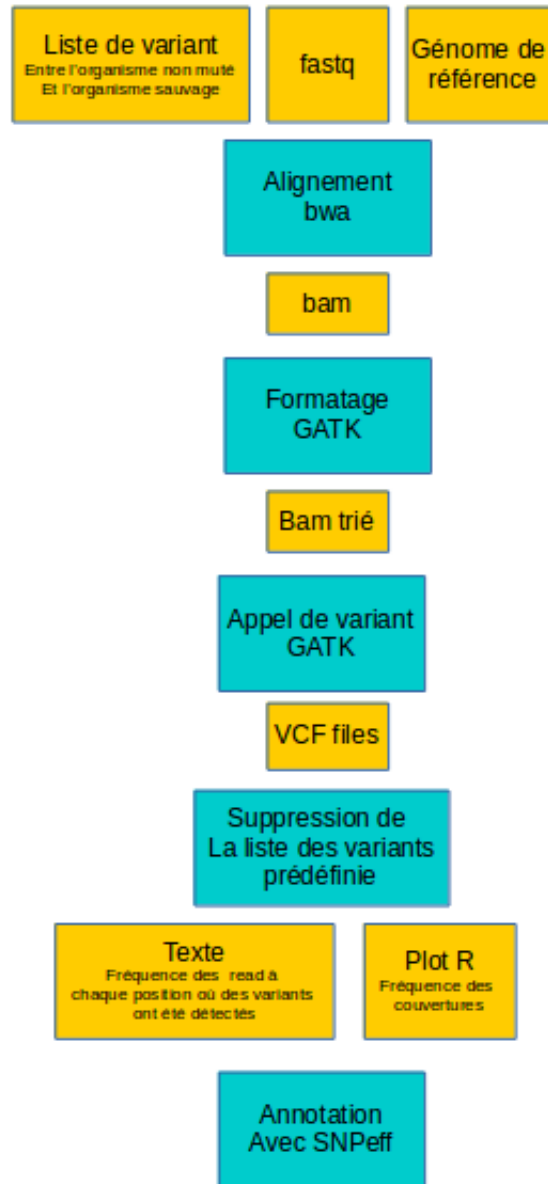 Liste de variant
Entre l'organisme non muté
Et l'organisme sauvage
fastq
Génome de
référence
Alignement
bwa
bam
Formatage
GATK
Bam trié
Appel de variant
GATK
VCF files
Suppression de
La liste des variants
prédéfinie
Texte
Fréquence des read à
chaque position où des variants
ont été détectés
Plot R
Fréquence des
couvertures
Annotation
Avec SNPeff